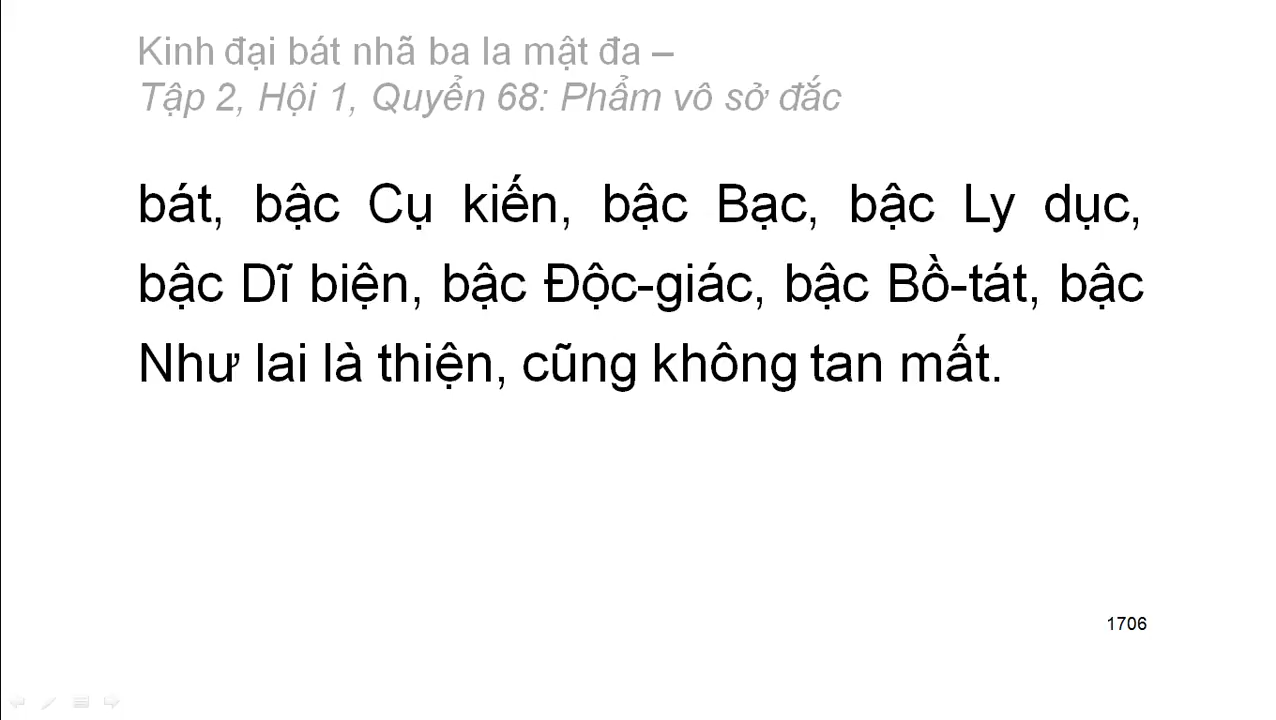 Kinh đại bát nhã ba la mật đa –
Tập 2, Hội 1, Quyển 68: Phẩm vô sở đắc
bát, bậc Cụ kiến, bậc Bạc, bậc Ly dục,
bậc Dĩ biện, bậc Độc-giác, bậc Bồ-tát, bậc
Như lai là thiện, cũng không tan mất.
1706